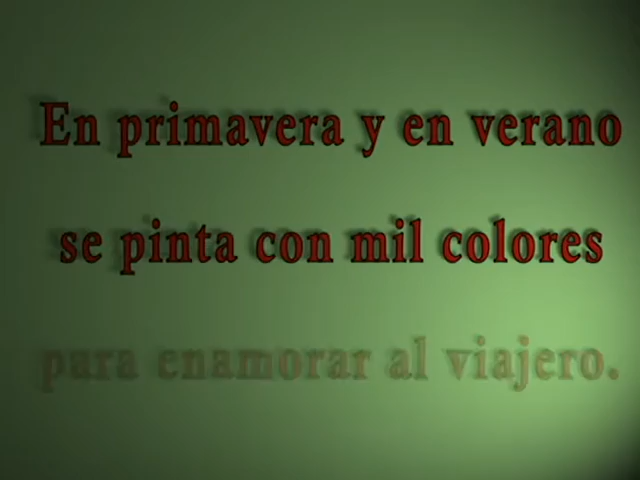 En primavera y en verano
se pinta con mil colores
para enamorar al viajero.